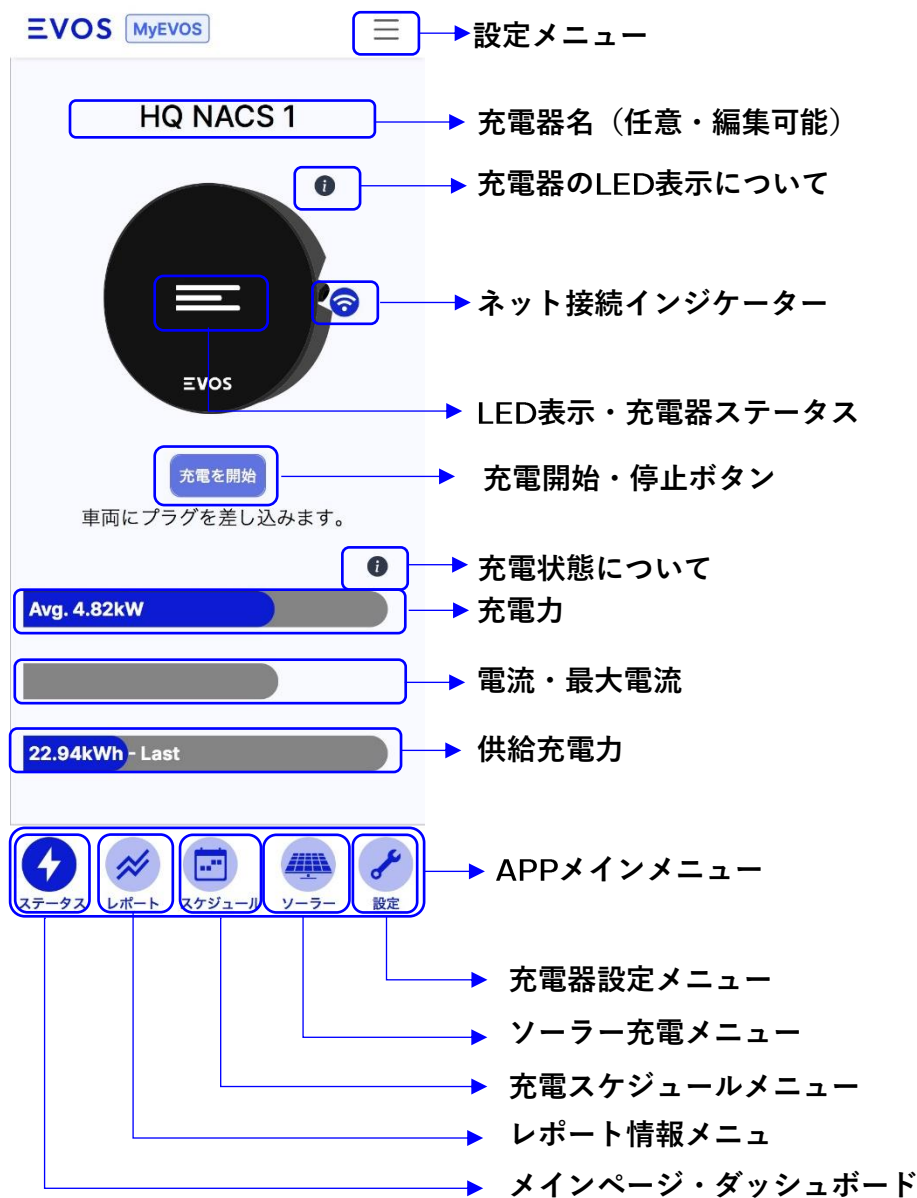 EVOS MyEVOS
設定メニュー
HQ NACS 1
充電器名（任意・編集可能）
充電器のLED表示について
ネット接続インジケーター
EVOS
LED表示・充電器ステータス
充電を開始
充電開始・停止ボタン
車両にプラグを差し込みます。
充電状態について
Avg. 4.82kW
充電力
電流・最大電流
22.94kWh - Last
供給充電力
APPメインメニュー
ステータス レポート スケジュール ソーラー 設定
充電器設定メニュー
ソーラー充電メニュー
充電スケジュールメニュー
レポート情報メニュ
メインページ・ダッシュボード